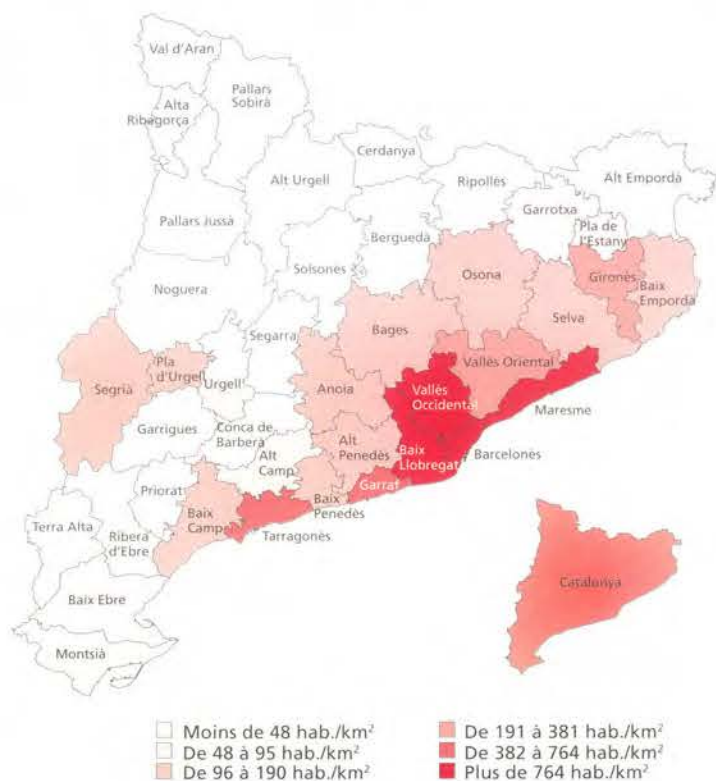 Val d'Aran
Pallars
Sobirà
Alta
Ribagorça
Cerdanya
Alt Urgell
Ripollès
Alt Empordà
Garrotxa
Pallars Jussà
Pla de
l'Estany
Berguedà
Solsones
Osona
Gironès
Baix
Empordà
Noguera
Bages
Selva
Segarra
Pla
d'Urgell
Vallès Oriental
Segrià
Urgell
Anoia
Vallès
Occidental
Maresme
Garrigues
Conca de
Barberà
Alt
Penedès
Baix
Llobregat
Barcelonès
Alt
Camp
Garraf
Priorat
Baix
Penedès
Baix
Camp
Terra Alta
Ribera
d'Ebre
Tarragonès
Catalunya
Baix Ebre
Montsià
Moins de 48 hab./km²
De 48 à 95 hab./km²
De 96 à 190 hab./km²
De 191 à 381 hab./km²
De 382 à 764 hab./km²
Plus de 764 hab./km²